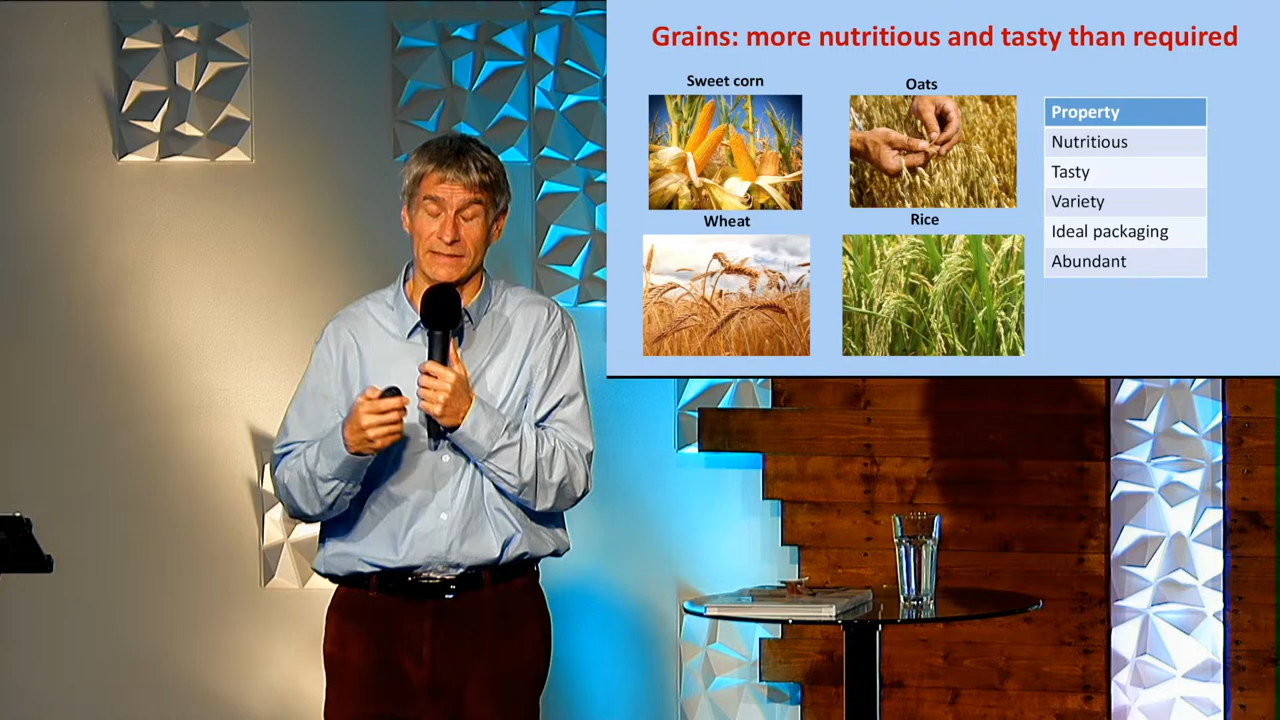 Grains: more nutritious and tasty than required
Sweet corn
Oats
Wheat
Rice
Property
Nutritious
Tasty
Variety
Ideal packaging
Abundant